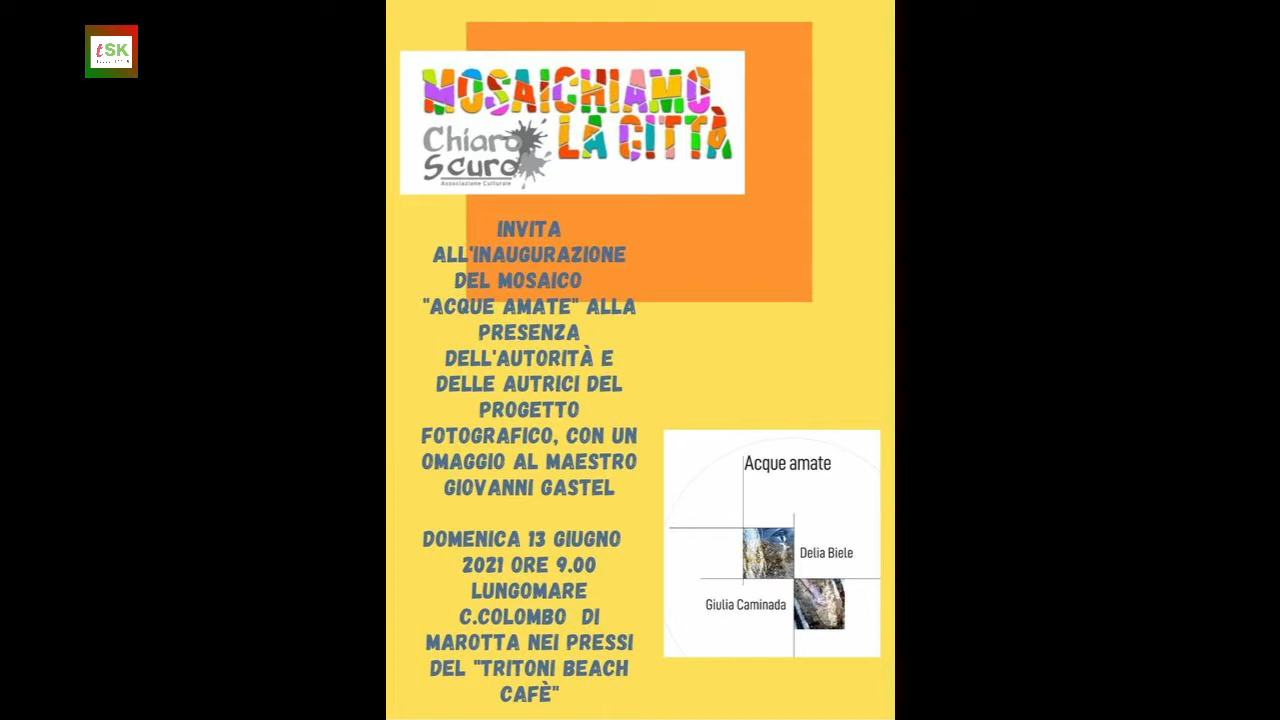 tSK
MOSAICHIAMO
LA CITTÀ
Chiaro
Scuro
Associazione Culturale
INVITA
ALL'INAUGURAZIONE
DEL MOSAICO
"ACQUE AMATE" ALLA
PRESENZA
DELL'AUTORITÀ E
DELLE AUTRICI DEL
PROGETTO
FOTOGRAFICO, CON UN
OMAGGIO AL MAESTRO
GIOVANNI GASTEL
DOMENICA 13 GIUGNO
2021 ORE 9.00
LUNGOMARE
C.COLOMBO DI
MAROTTA NEI PRESSI
DEL "TRITONI BEACH
CAFÈ"
Acque amate
Delia Biele
Giulia Caminada